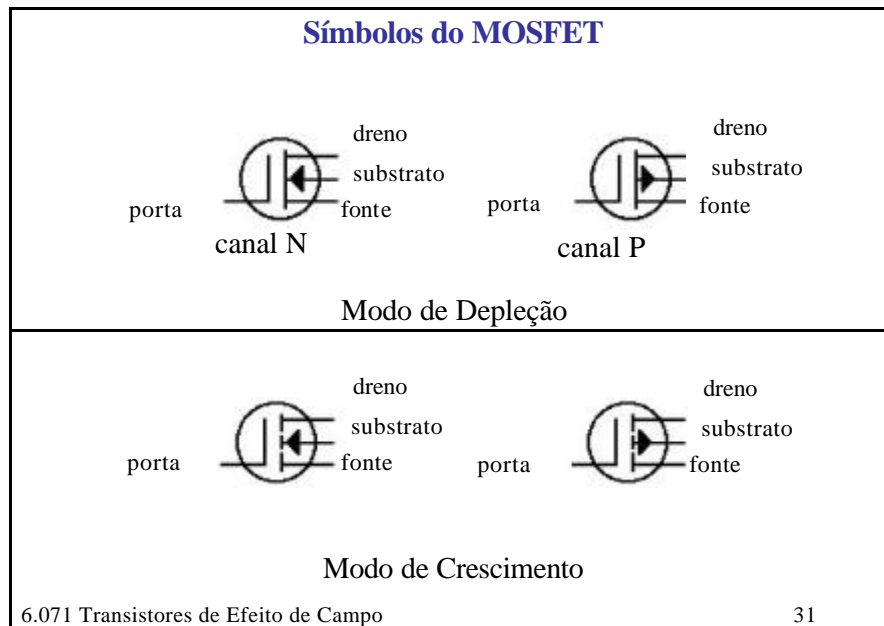 Símbolos do MOSFET
dreno
substrato
porta
fonte
canal N
dreno
substrato
porta
fonte
canal P
Modo de Depleção
dreno
substrato
porta
fonte
dreno
substrato
porta
fonte
Modo de Crescimento
6.071 Transistores de Efeito de Campo 31